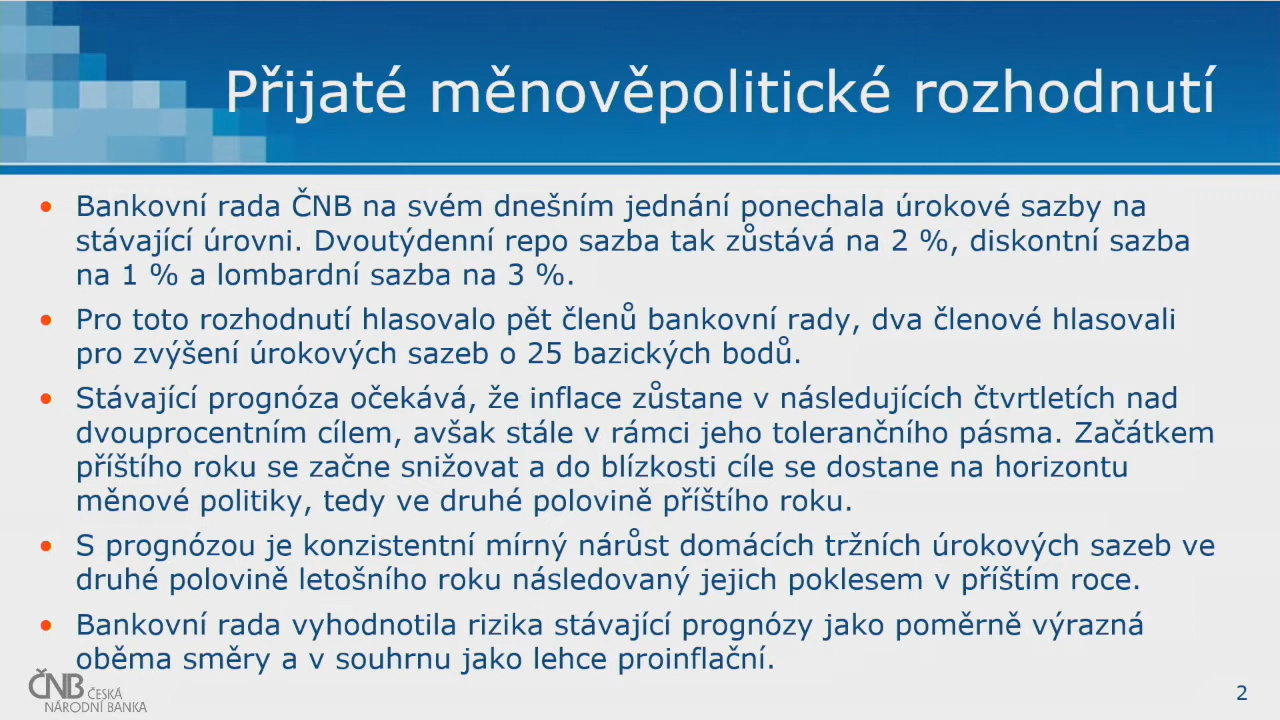 Přijaté měnověpolitické rozhodnutí
• Bankovní rada ČNB na svém dnešním jednání ponechala úrokové sazby na
stávající úrovni. Dvoutýdenní repo sazba tak zůstává na 2 %, diskontní sazba
na 1 % a lombardní sazba na 3 %.
• Pro toto rozhodnutí hlasovalo pět členů bankovní rady, dva členové hlasovali
pro zvýšení úrokových sazeb o 25 bazických bodů.
• Stávající prognóza očekává, že inflace zůstane v následujících čtvrtletích nad
dvouprocentním cílem, avšak stále v rámci jeho tolerančního pásma. Začátkem
příštího roku se začne snižovat a do blízkosti cíle se dostane na horizontu
měnové politiky, tedy ve druhé polovině příštího roku.
• S prognózou je konzistentní mírný nárůst domácích tržních úrokových sazeb ve
druhé polovině letošního roku následovaný jejich poklesem v příštím roce.
• Bankovní rada vyhodnotila rizika stávající prognózy jako poměrně výrazná
oběma směry a v souhrnu jako lehce proinflační.
ČNB ČESKÁ
NÁRODNÍ BANKA
2